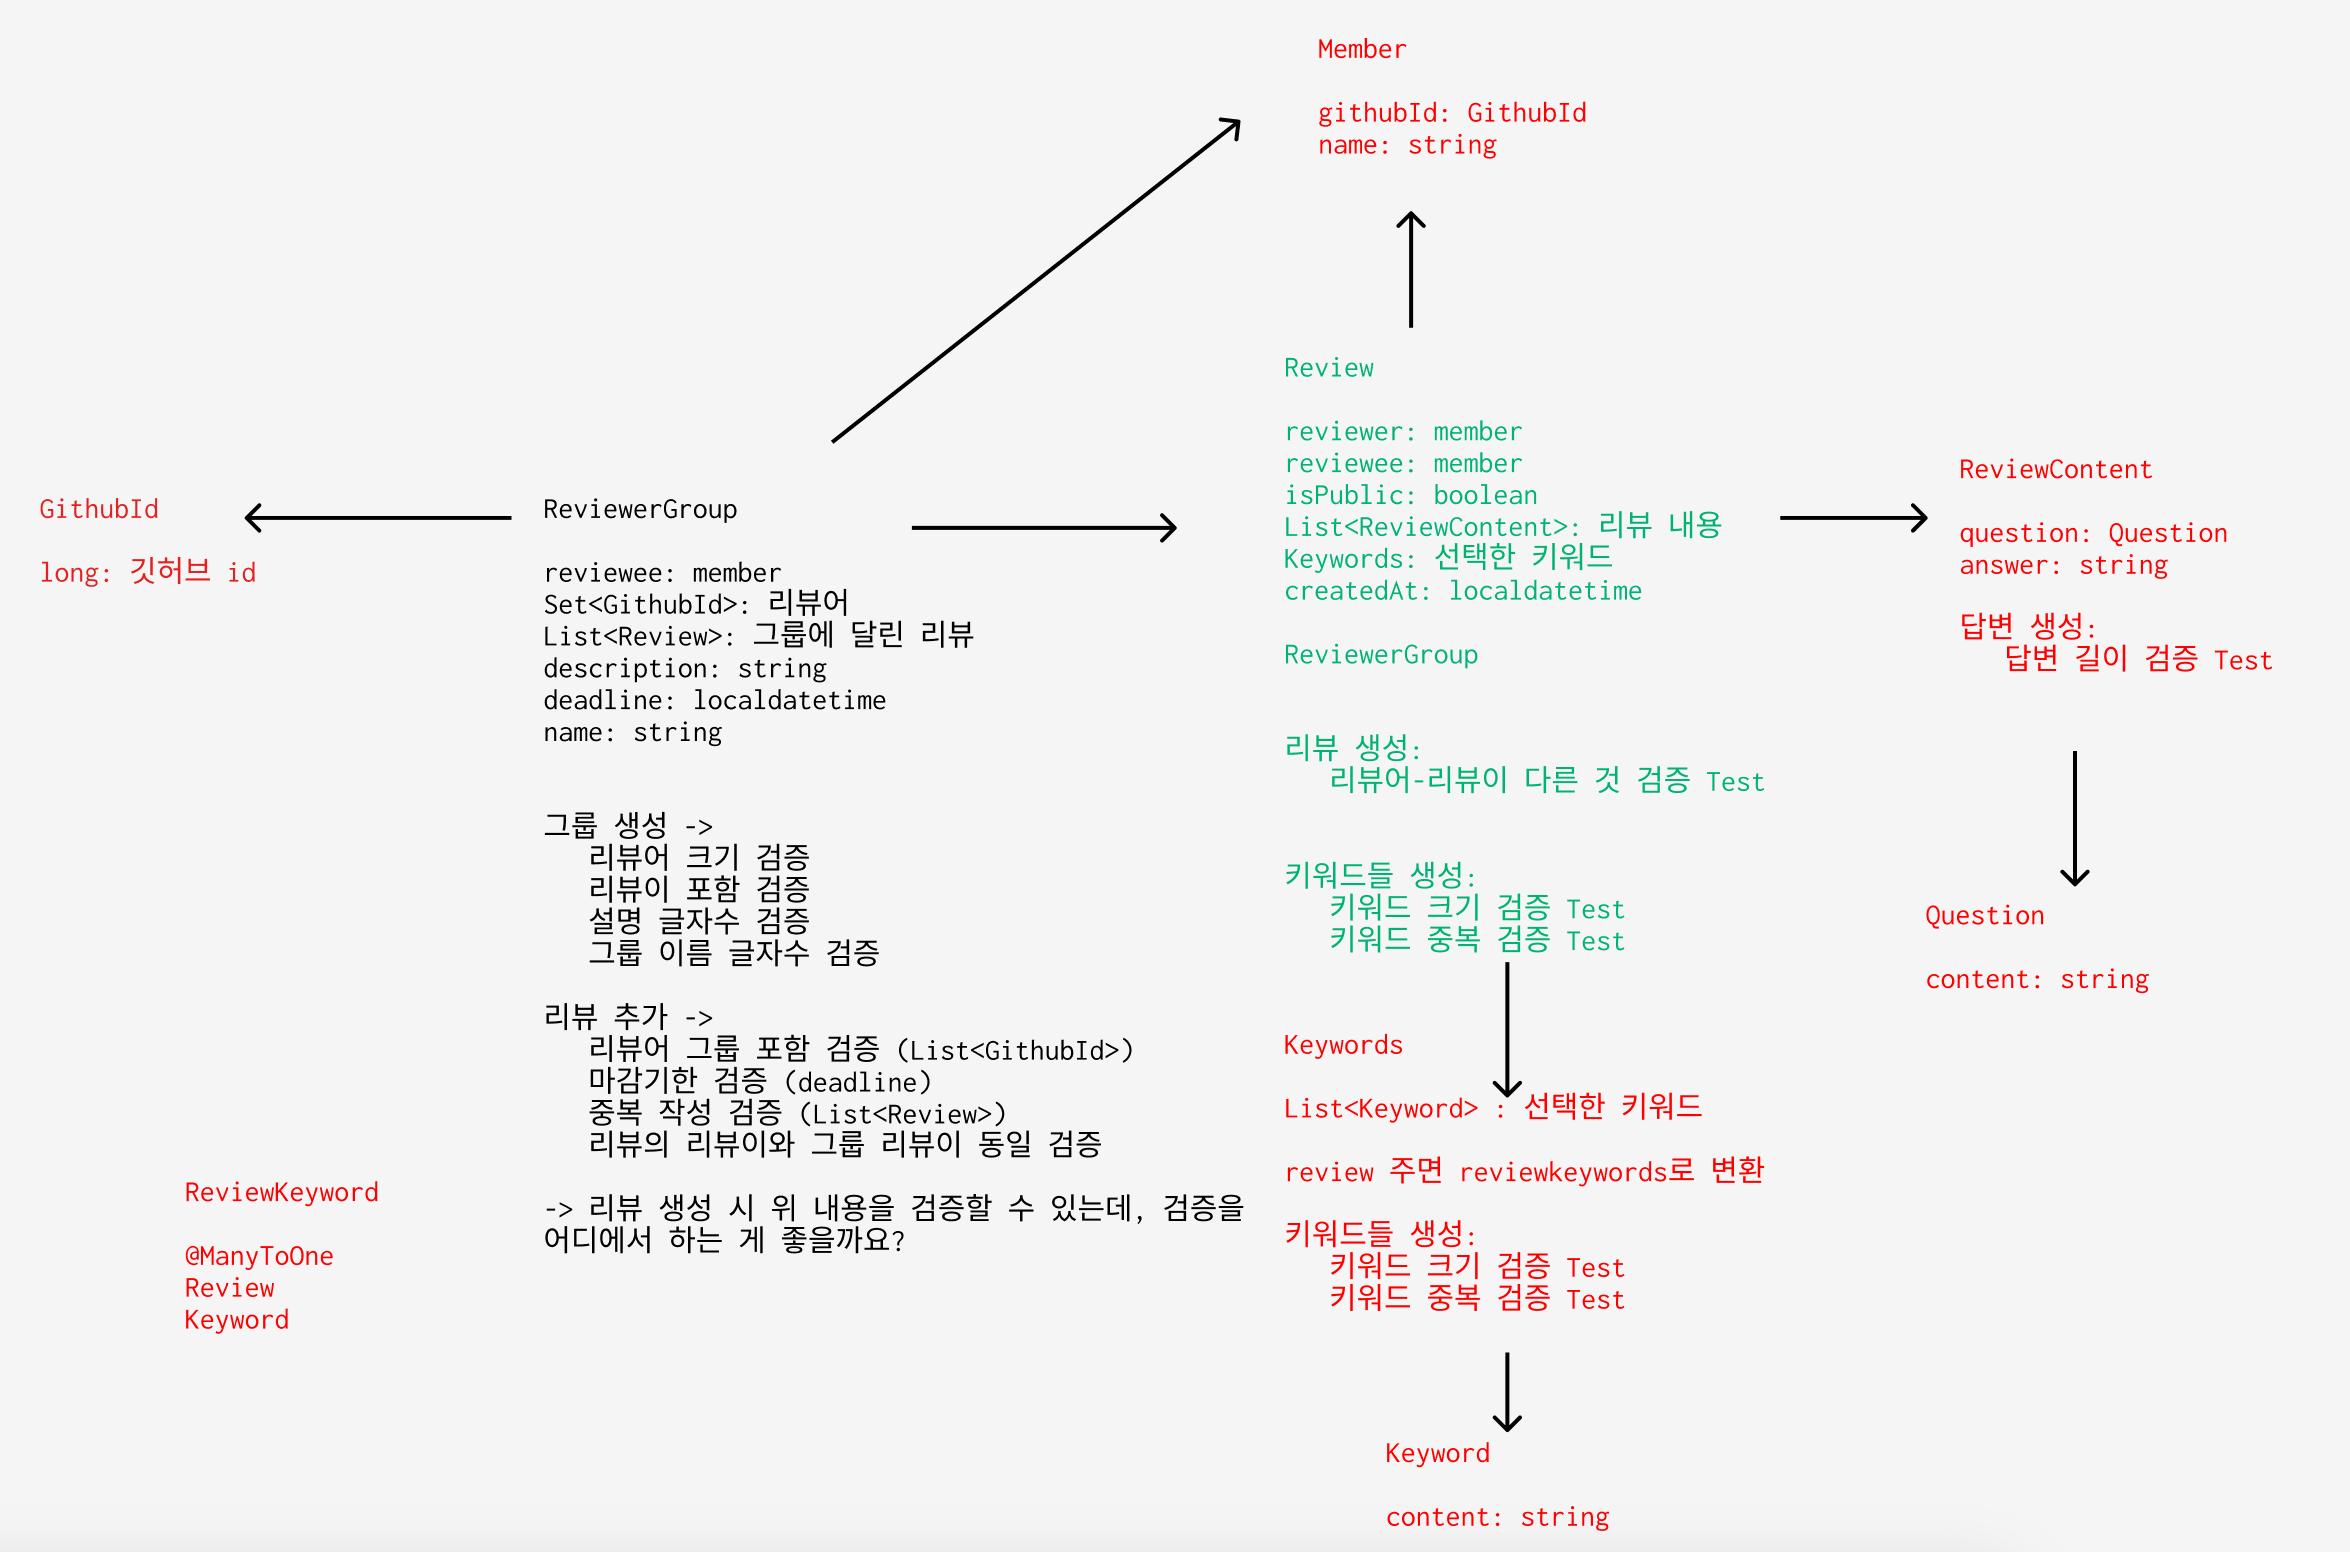 Member
githubId: GithubId
name: string
GithubId
long: 깃허브 id
ReviewerGroup
reviewee: member
Set<GithubId>: 리뷰어
List<Review>: 그룹에 달린 리뷰
description: string
deadline: localdatetime
name: string
그룹 생성 ->
리뷰어 크기 검증
리뷰이 포함 검증
설명 글자수 검증
그룹 이름 글자수 검증
리뷰 추가 ->
리뷰어 그룹 포함 검증 (List<GithubId>)
마감기한 검증 (deadline)
중복 작성 검증 (List<Review>)
리뷰의 리뷰이와 그룹 리뷰이 동일 검증
-> 리뷰 생성 시 위 내용을 검증할 수 있는데, 검증을
어디에서 하는 게 좋을까요?
ReviewKeyword
@ManyToOne
Review
Keyword
Review
reviewer: member
reviewee: member
isPublic: boolean
List<ReviewContent>: 리뷰 내용
Keywords: 선택한 키워드
createdAt: localdatetime
ReviewerGroup
리뷰 생성:
리뷰어-리뷰이 다른 것 검증 Test
키워드들 생성:
키워드 크기 검증 Test
키워드 중복 검증 Test
Keywords
List<Keyword> : 선택한 키워드
review 주면 reviewkeywords로 변환
키워드들 생성:
키워드 크기 검증 Test
키워드 중복 검증 Test
Keyword
content: string
ReviewContent
question: Question
answer: string
답변 생성:
답변 길이 검증 Test
Question
content: string